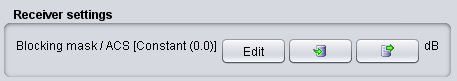 Receiver settings
Blocking mask / ACS [Constant (0.0)] Edit dB